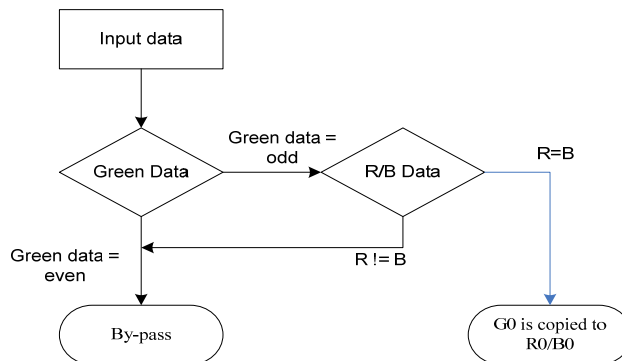 Input data
Green data =
odd
Green Data
R/B Data
R=B
Green data =
even
R != B
By-pass
G0 is copied to
R0/B0